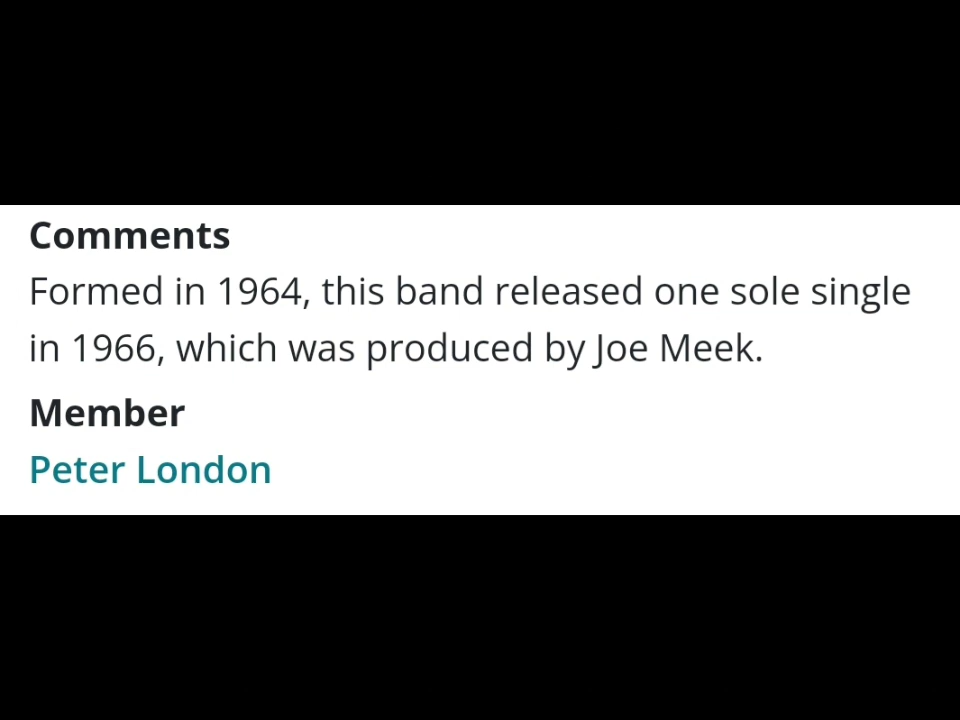 Comments
Formed in 1964, this band released one sole single
in 1966, which was produced by Joe Meek.
Member
Peter London